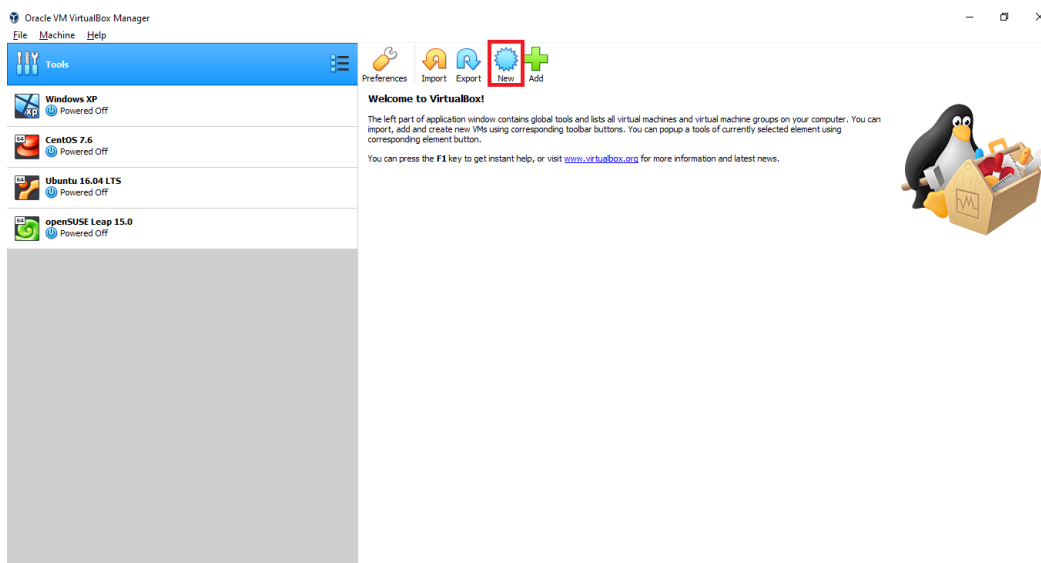 Oracle VM VirtualBox Manager
File Machine Help
Tools
Preferences Import Export New Add
Windows XP
Powered Off
CentOS 7.6
Powered Off
Ubuntu 16.04 LTS
Powered Off
openSUSE Leap 15.0
Powered Off
Welcome to VirtualBox!
The left part of application window contains global tools and lists all virtual machines and virtual machine groups on your computer. You can
import, add and create new VMs using corresponding toolbar buttons. You can popup a tools of currently selected element using
corresponding element button.
You can press the F1 key to get instant help, or visit www.virtualbox.org for more information and latest news.
XP
64
64
64